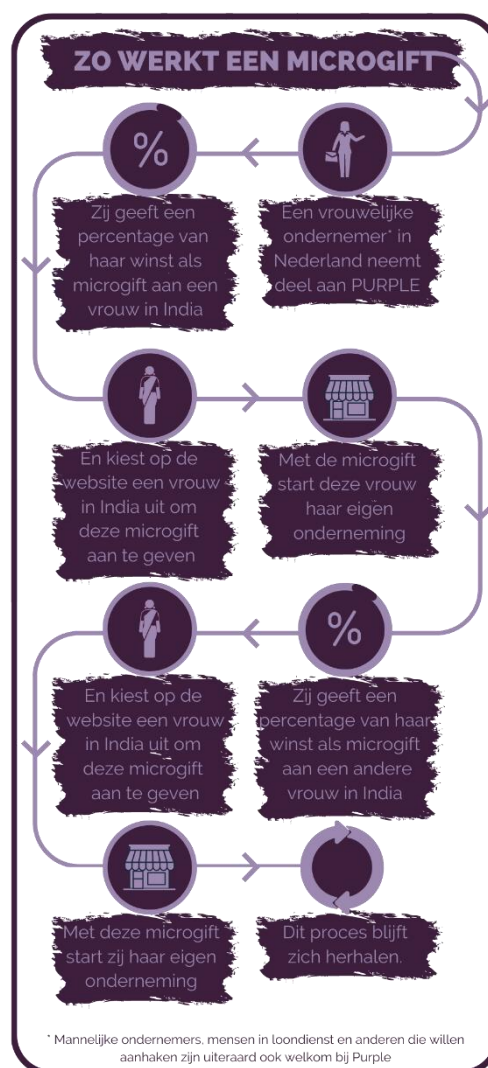 ZO WERKT EEN MICROGIFT
%
Een vrouwelijke
ondernemer* in
Nederland neemt
deel aan PURPLE
Zij geeft een
percentage van
haar winst als
microgift aan een
vrouw in India
En kiest op de
website een vrouw
in India uit om
deze microgift
aan te geven
Met de microgift
start deze vrouw
haar eigen
onderneming
%
Zij geeft een
percentage van haar
winst als microgift
aan een andere
vrouw in India
En kiest op de
website een vrouw
in India uit om
deze microgift
aan te geven
Met deze microgift
start zij haar eigen
onderneming
Dit proces blijft
zich herhalen.
* Mannelijke ondernemers, mensen in loondienst en anderen die willen
aanhaken zijn uiteraard ook welkom bij Purple